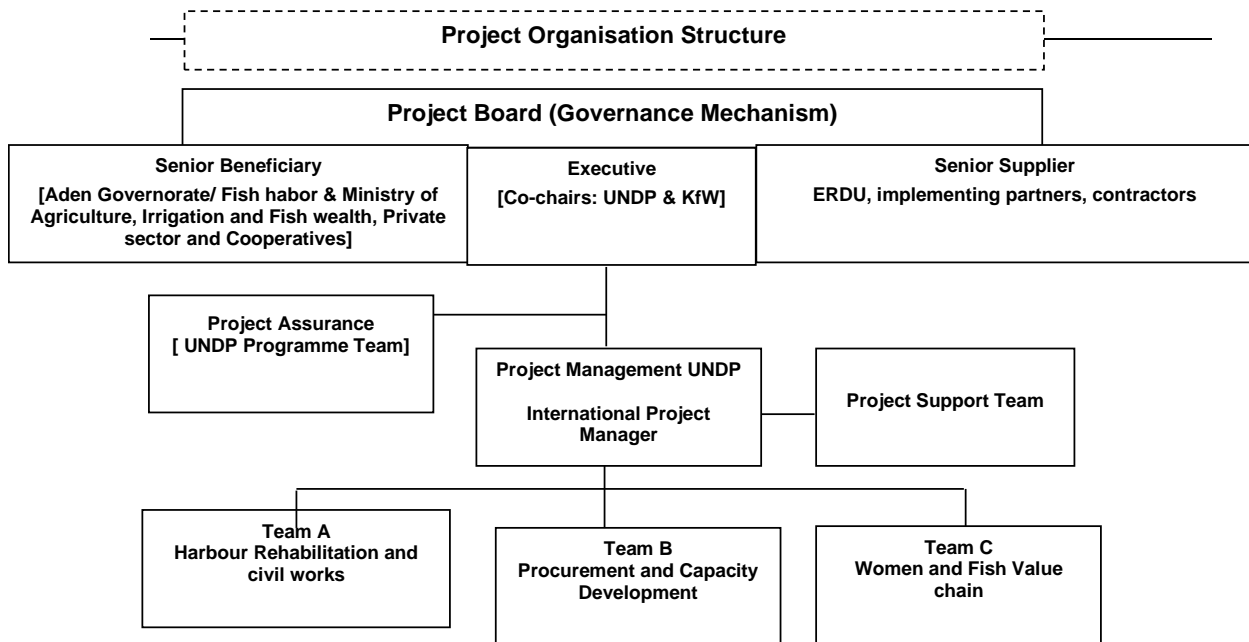 Project Organisation Structure
Project Board (Governance Mechanism)
Senior Beneficiary
[Aden Governorate/ Fish habor & Ministry of
Agriculture, Irrigation and Fish wealth, Private
sector and Cooperatives]
Executive
[Co-chairs: UNDP & KfW]
Senior Supplier
ERDU, implementing partners, contractors
Project Assurance
[ UNDP Programme Team]
Project Management UNDP
International Project
Manager
Project Support Team
Team A
Harbour Rehabilitation and
civil works
Team B
Procurement and Capacity
Development
Team C
Women and Fish Value
chain